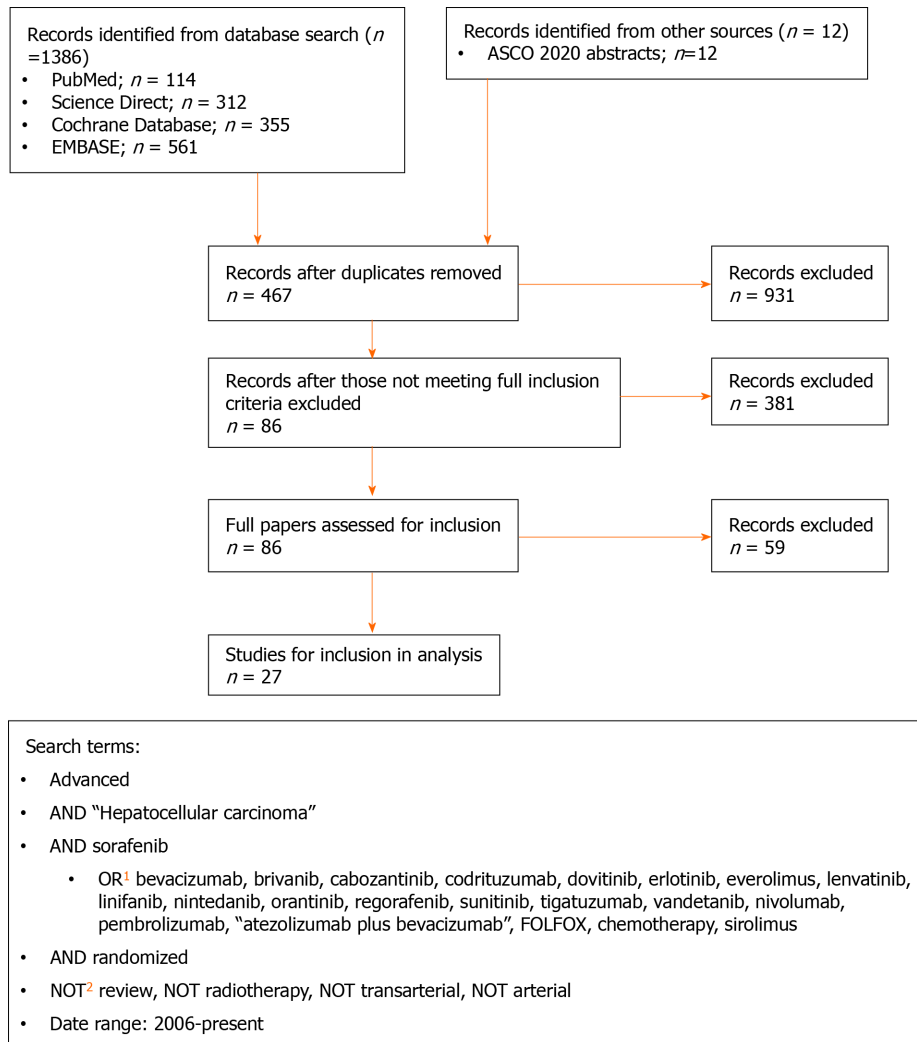 Records identified from database search (n
=1386)
• PubMed; n = 114
• Science Direct; n = 312
• Cochrane Database; n = 355
• EMBASE; n = 561
Records identified from other sources (n = 12)
• ASCO 2020 abstracts; n=12
Records after duplicates removed
n = 467
Records excluded
n = 931
Records after those not meeting full inclusion
criteria excluded
n = 86
Records excluded
n = 381
Full papers assessed for inclusion
n = 86
Records excluded
n = 59
Studies for inclusion in analysis
n = 27
Search terms:
• Advanced
• AND “Hepatocellular carcinoma”
• AND sorafenib
• OR1 bevacizumab, brivanib, cabozantinib, codrituzumab, dovitinib, erlotinib, everolimus, lenvatinib,
linifanib, nintedanib, orantinib, regorafenib, sunitinib, tigatuzumab, vandetanib, nivolumab,
pembrolizumab, “atezolizumab plus bevacizumab”, FOLFOX, chemotherapy, sirolimus
• AND randomized
• NOT2 review, NOT radiotherapy, NOT transarterial, NOT arterial
• Date range: 2006-present